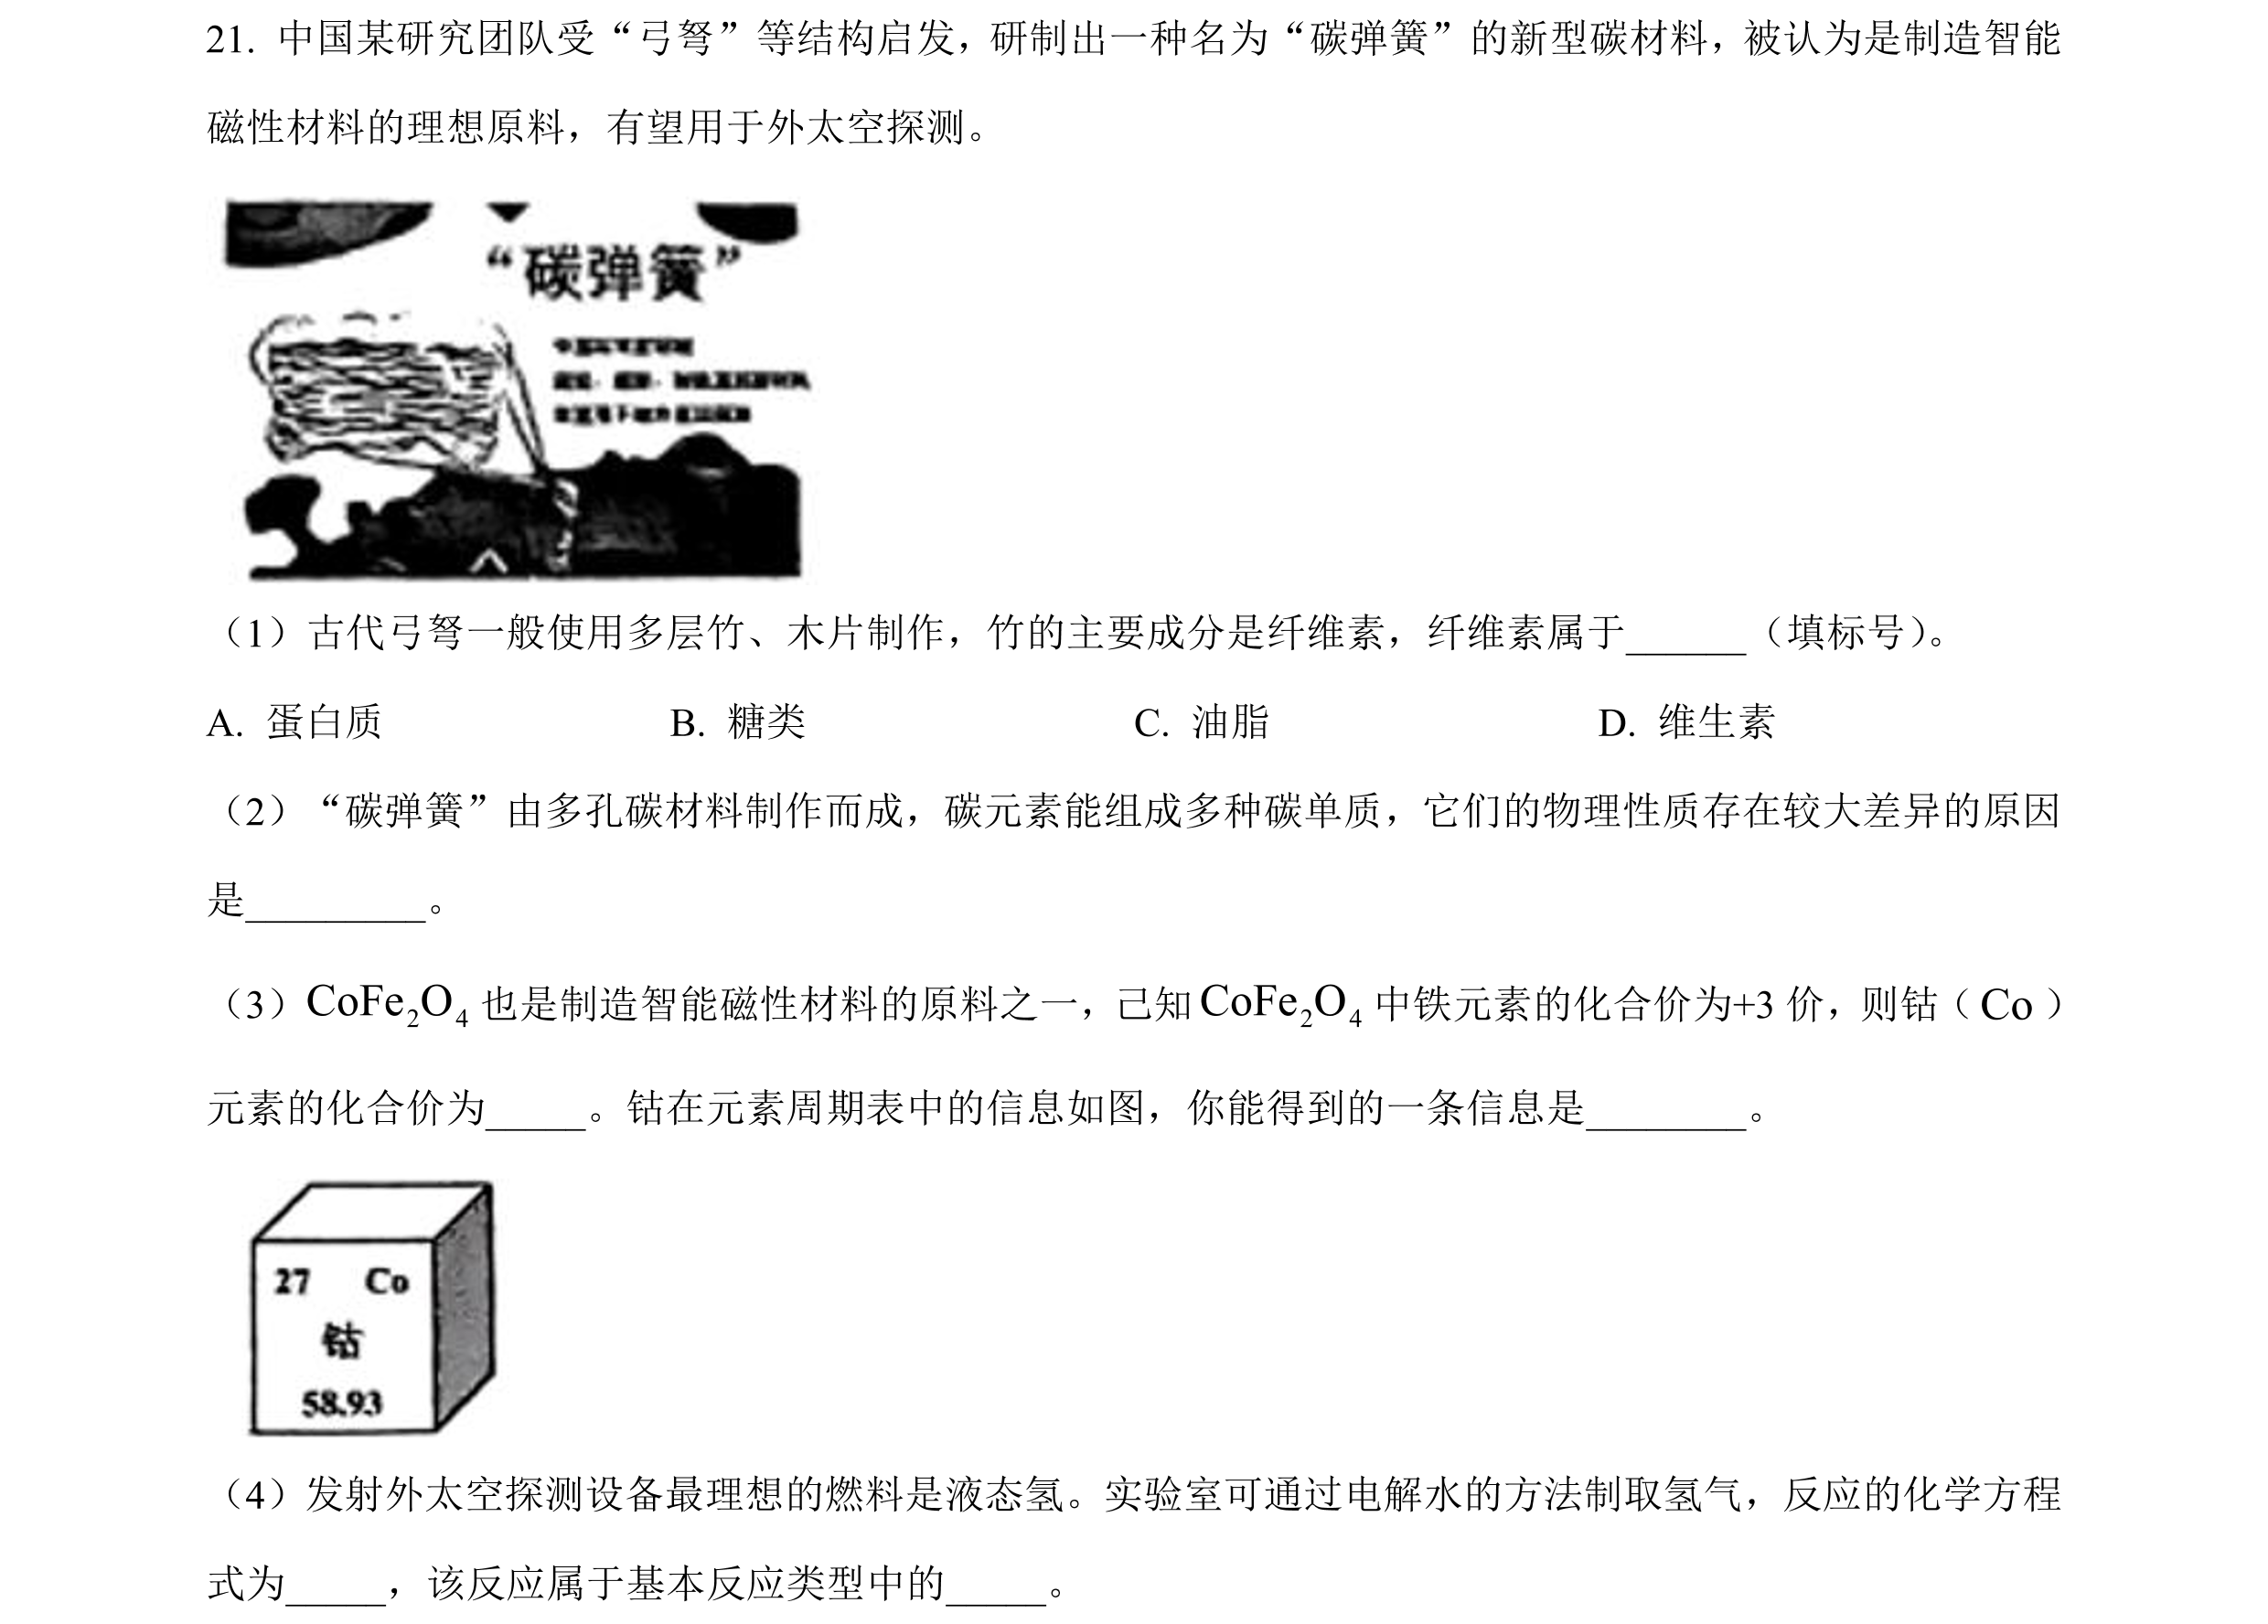 21. 中国某研究团队受“弓弩”等结构启发，研制出一种名为“碳弹簧”的新型碳材料，被认为是制造智能
磁性材料的理想原料，有望用于外太空探测。
“碳弹簧”
（1）古代弓弩一般使用多层竹、木片制作，竹的主要成分是纤维素，纤维素属于______（填标号）。
A. 蛋白质 B. 糖类 C. 油脂 D. 维生素
（2）“碳弹簧”由多孔碳材料制作而成，碳元素能组成多种碳单质，它们的物理性质存在较大差异的原因
是_________。
（3）CoFe₂O₄也是制造智能磁性材料的原料之一，己知CoFe₂O₄中铁元素的化合价为+3 价，则钴（Co）
元素的化合价为_____。钴在元素周期表中的信息如图，你能得到的一条信息是________。
27 Co
钴
58.93
（4）发射外太空探测设备最理想的燃料是液态氢。实验室可通过电解水的方法制取氢气，反应的化学方程
式为_____，该反应属于基本反应类型中的_____。